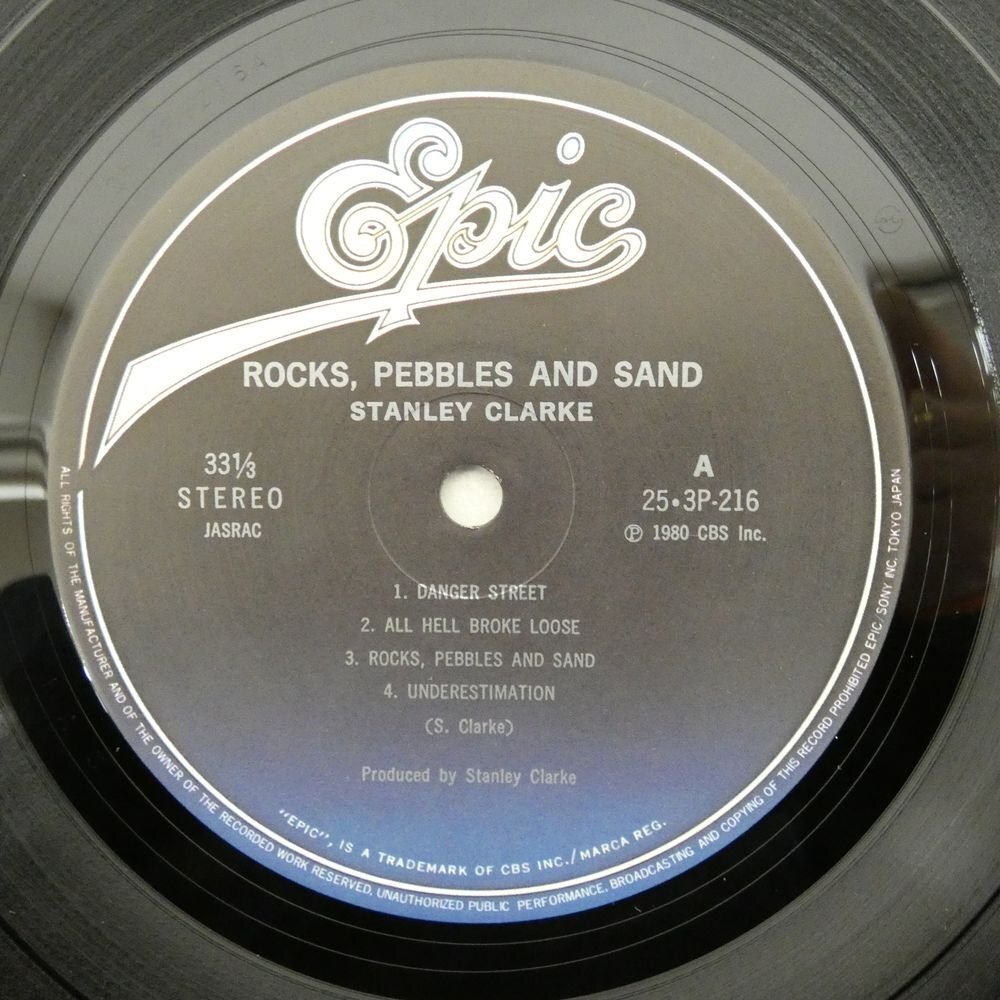 Epic
ROCKS, PEBBLES AND SAND
STANLEY CLARKE
33⅓
STEREO
JASRAC
A
25•3P-216
Ⓟ 1980 CBS Inc.
1. DANGER STREET
2. ALL HELL BROKE LOOSE
3. ROCKS, PEBBLES AND SAND
4. UNDERESTIMATION
(S. Clarke)
Produced by Stanley Clarke
"EPIC", IS A TRADEMARK OF CBS INC./MARCA REG.
ALL RIGHTS OF THE MANUFACTURER AND OF THE OWNER OF THE RECORDED WORK RESERVED, UNAUTHORIZED PUBLIC PERFORMANCE, BROADCASTING AND COPYING OF THIS RECORD PROHIBITED EPIC/SONY INC. TOKYO JAPAN